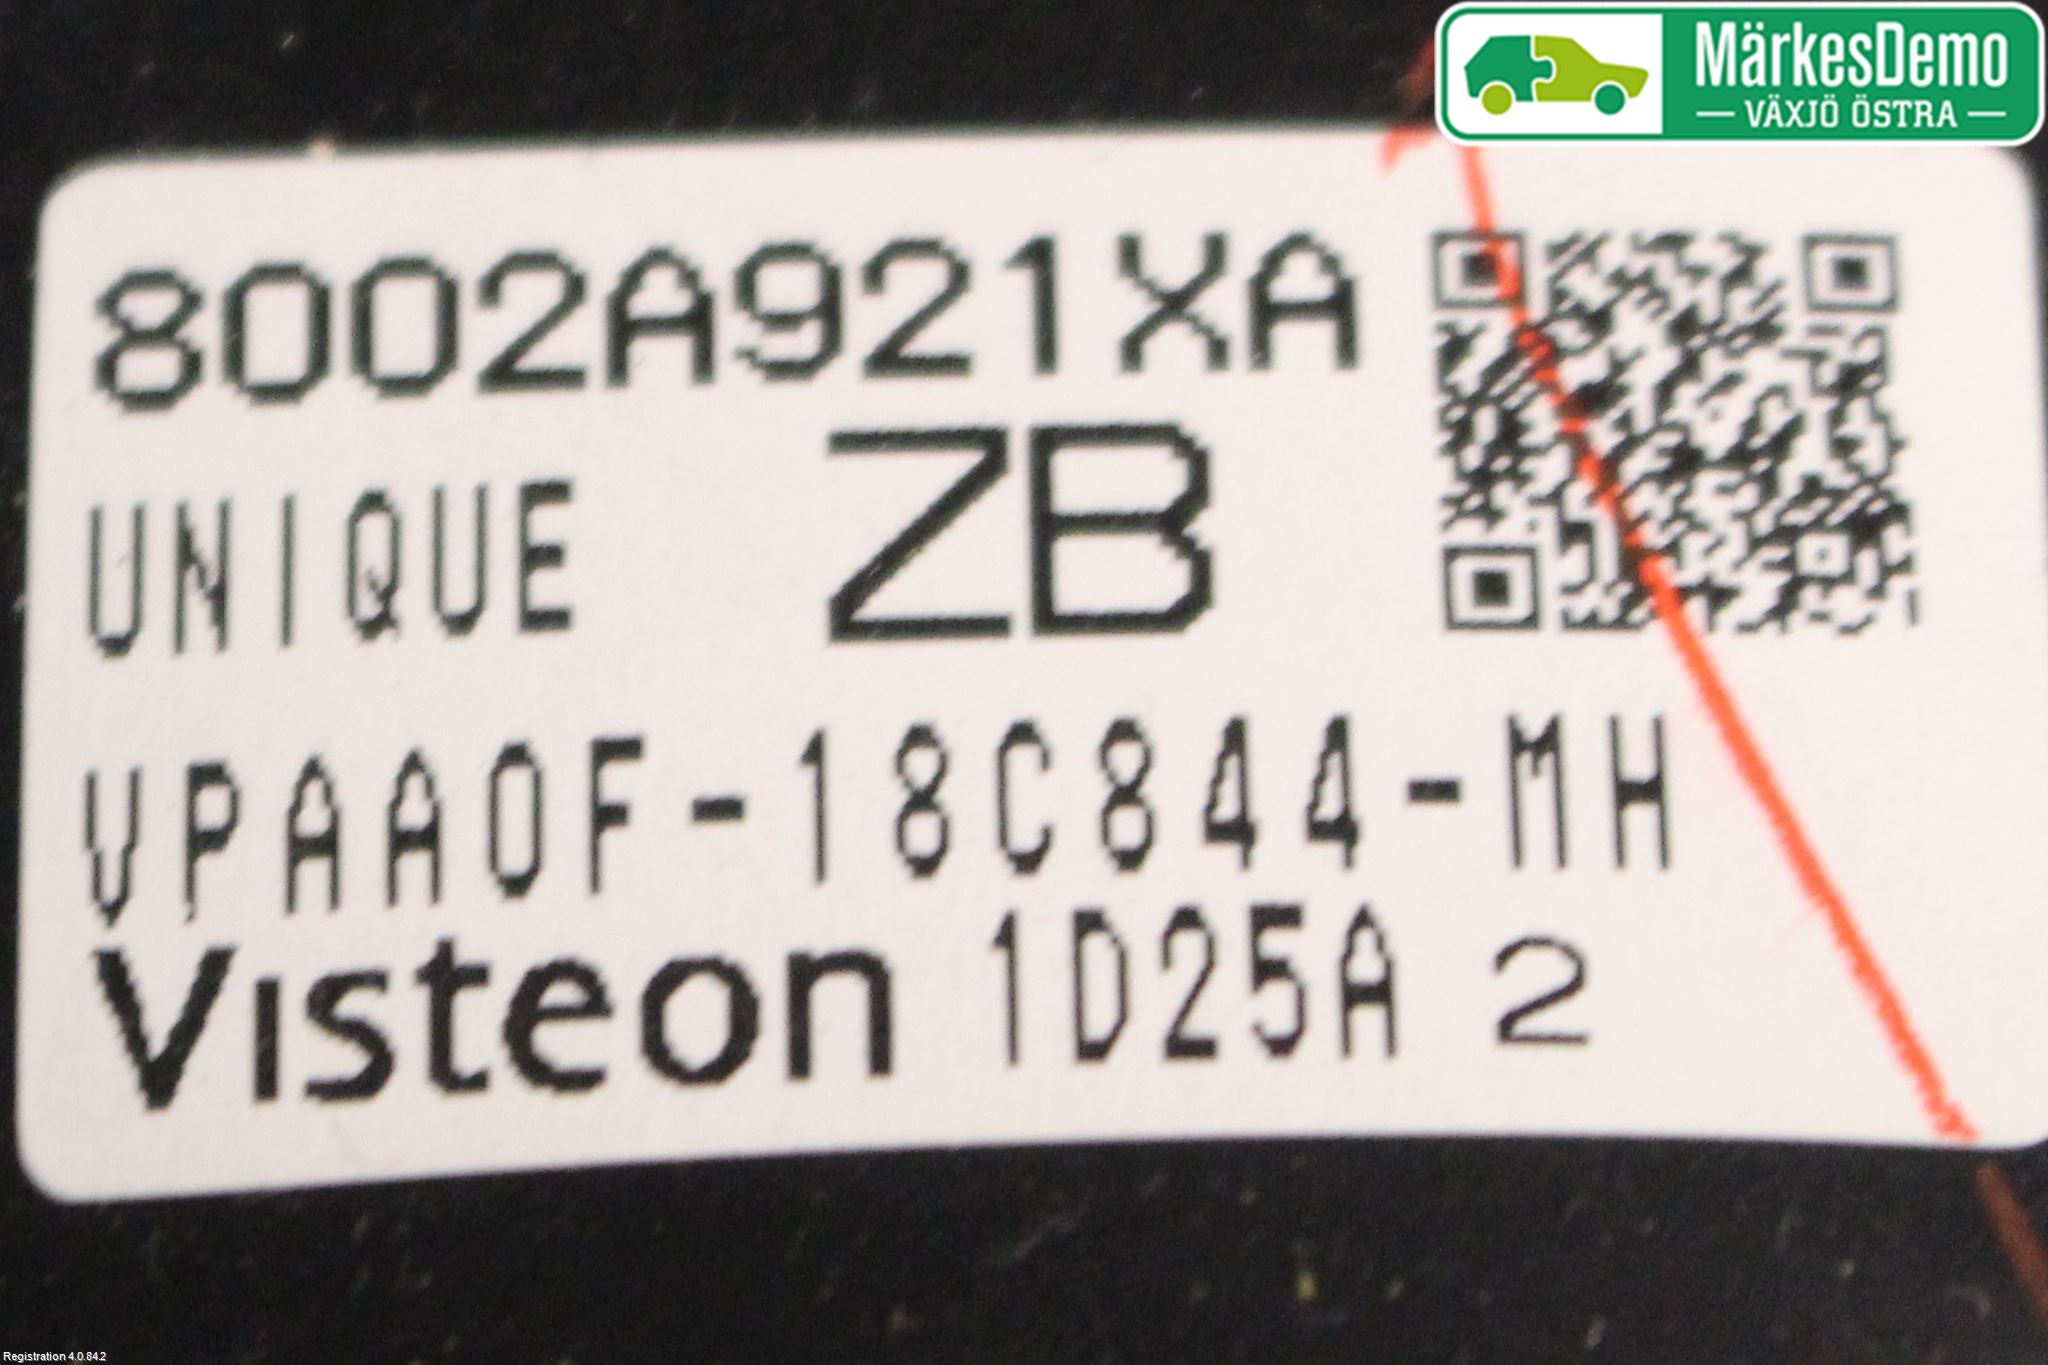 MärkesDemo
— VÄXJÖ ÖSTRA —
8002A921XA
UNIQUE ZB
VPAA0F-18C844-MH
Visteon 1D25A 2
Registration 4.0.84.2